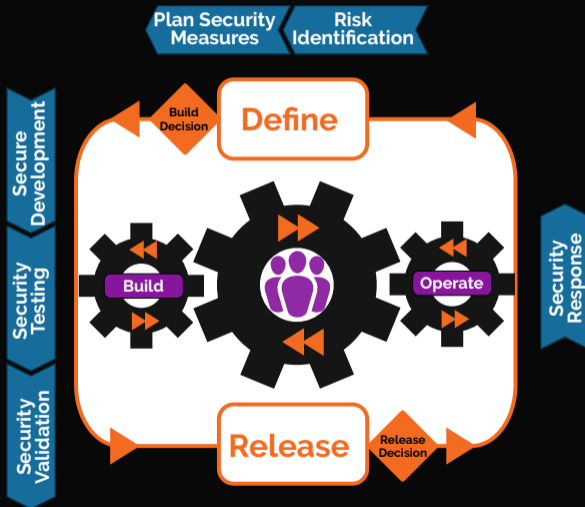 Plan Security
Measures
Risk
Identification
Build
Decision
Define
Secure
Development
Security
Testing
Security
Validation
Build
Operate
Security
Response
Release
Release
Decision